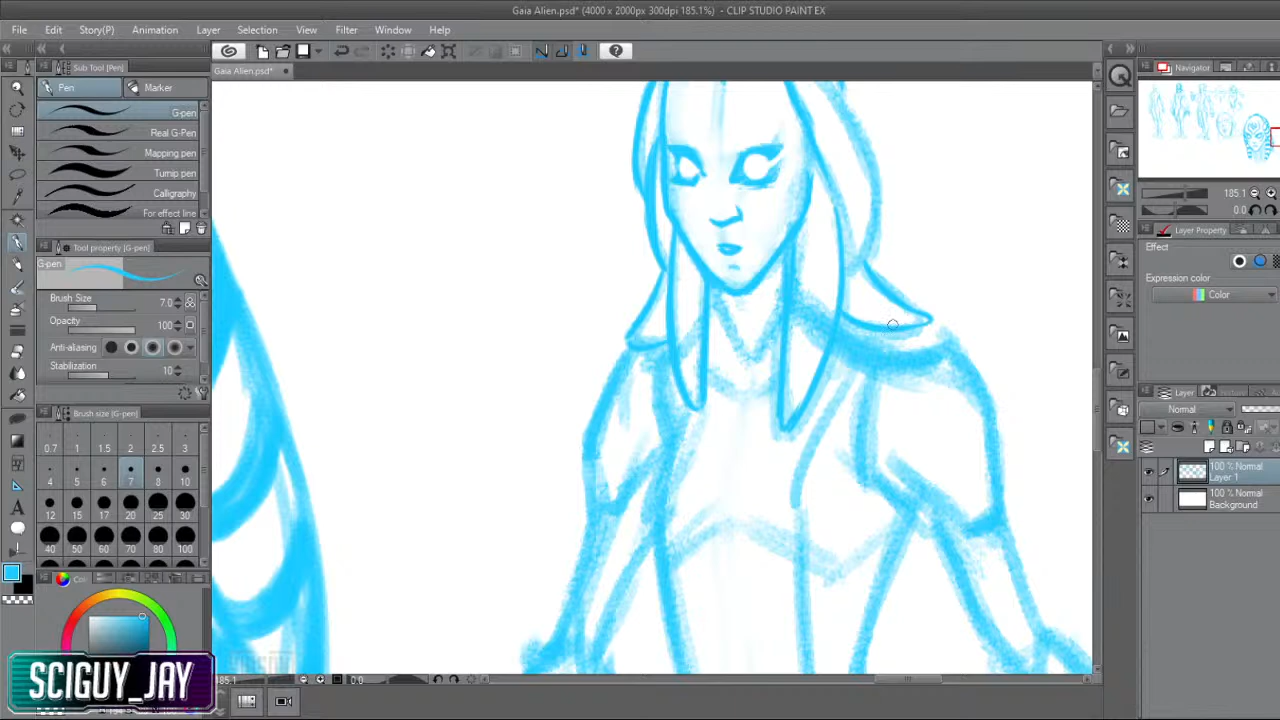 Gaia Alien.psd* (4000 x 2000px 300dpi 185.1%) - CLIP STUDIO PAINT EX
File Edit Story(P) Animation Layer Selection View Filter Window Help
Sub Tool [Pen]
Gaia Alien.psd*
Navigator
Pen Marker
G-pen
Real G-Pen
Mapping pen
Turnip pen
Calligraphy
For effect line
185.1
0.0
Layer Property
Tool property [G-pen]
G-pen
Effect
Expression color
Color
Brush Size 7.0
Opacity 100
Anti-aliasing
Stabilization 10
Layer
Normal
Brush size [G-pen]
0.7 1 1.5 2 2.5 3
4 5 6 7 8 10
12 15 17 20 25 30
40 50 60 70 80 100
100 % Normal
Layer 1
100 % Normal
Background
SCIGUY_JAY
185.1
0.0